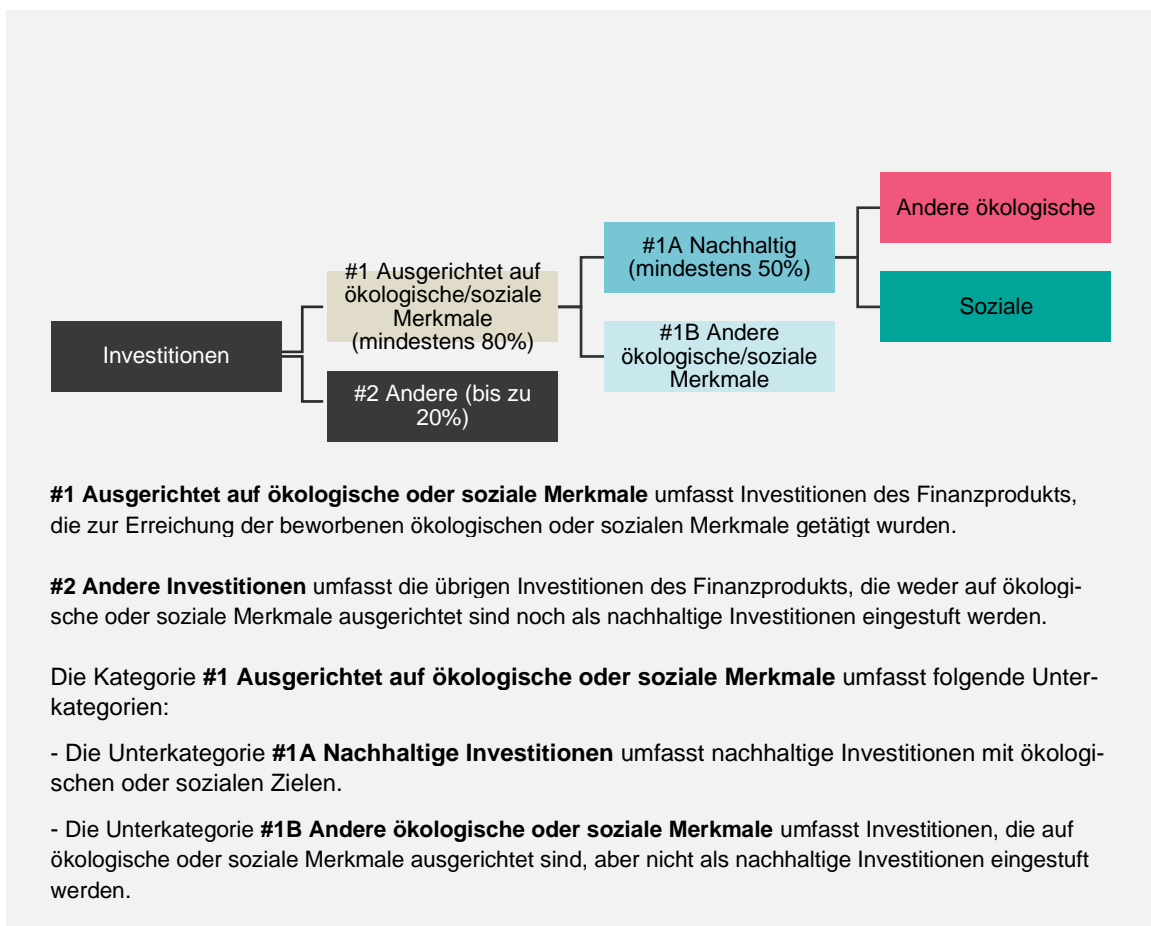 Andere ökologische
#1A Nachhaltig
(mindestens 50%)
#1 Ausgerichtet auf
ökologische/soziale
Merkmale
(mindestens 80%)
Soziale
#1B Andere
ökologische/soziale
Merkmale
Investitionen
#2 Andere (bis zu
20%)
#1 Ausgerichtet auf ökologische oder soziale Merkmale umfasst Investitionen des Finanzprodukts,
die zur Erreichung der beworbenen ökologischen oder sozialen Merkmale getätigt wurden.
#2 Andere Investitionen umfasst die übrigen Investitionen des Finanzprodukts, die weder auf ökologi-
sche oder soziale Merkmale ausgerichtet sind noch als nachhaltige Investitionen eingestuft werden.
Die Kategorie #1 Ausgerichtet auf ökologische oder soziale Merkmale umfasst folgende Unter-
kategorien:
- Die Unterkategorie #1A Nachhaltige Investitionen umfasst nachhaltige Investitionen mit ökologi-
schen oder sozialen Zielen.
- Die Unterkategorie #1B Andere ökologische oder soziale Merkmale umfasst Investitionen, die auf
ökologische oder soziale Merkmale ausgerichtet sind, aber nicht als nachhaltige Investitionen eingestuft
werden.